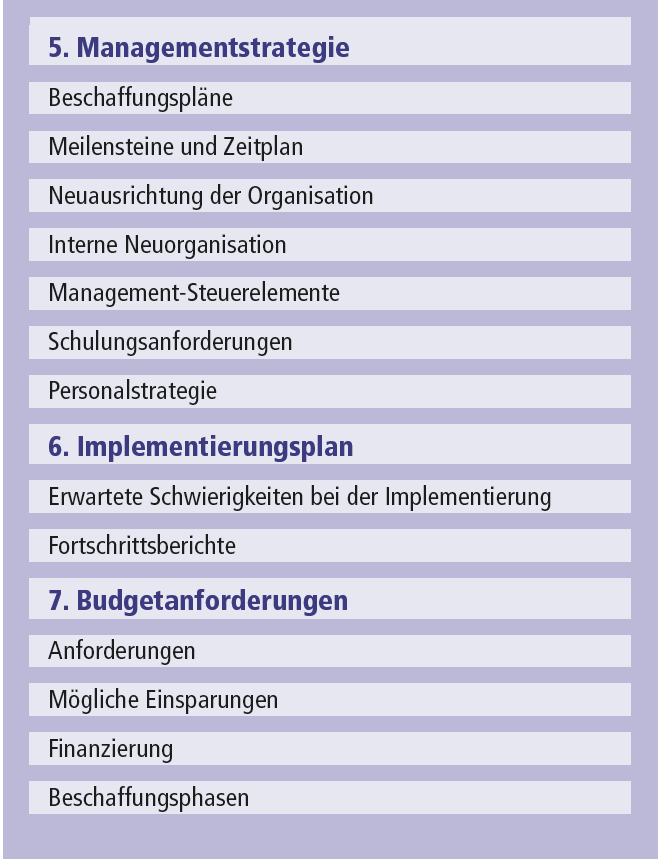 5. Managementstrategie
Beschaffungspläne
Meilensteine und Zeitplan
Neuausrichtung der Organisation
Interne Neuorganisation
Management-Steuerelemente
Schulungsanforderungen
Personalstrategie
6. Implementierungsplan
Erwartete Schwierigkeiten bei der Implementierung
Fortschrittsberichte
7. Budgetanforderungen
Anforderungen
Mögliche Einsparungen
Finanzierung
Beschaffungsphasen